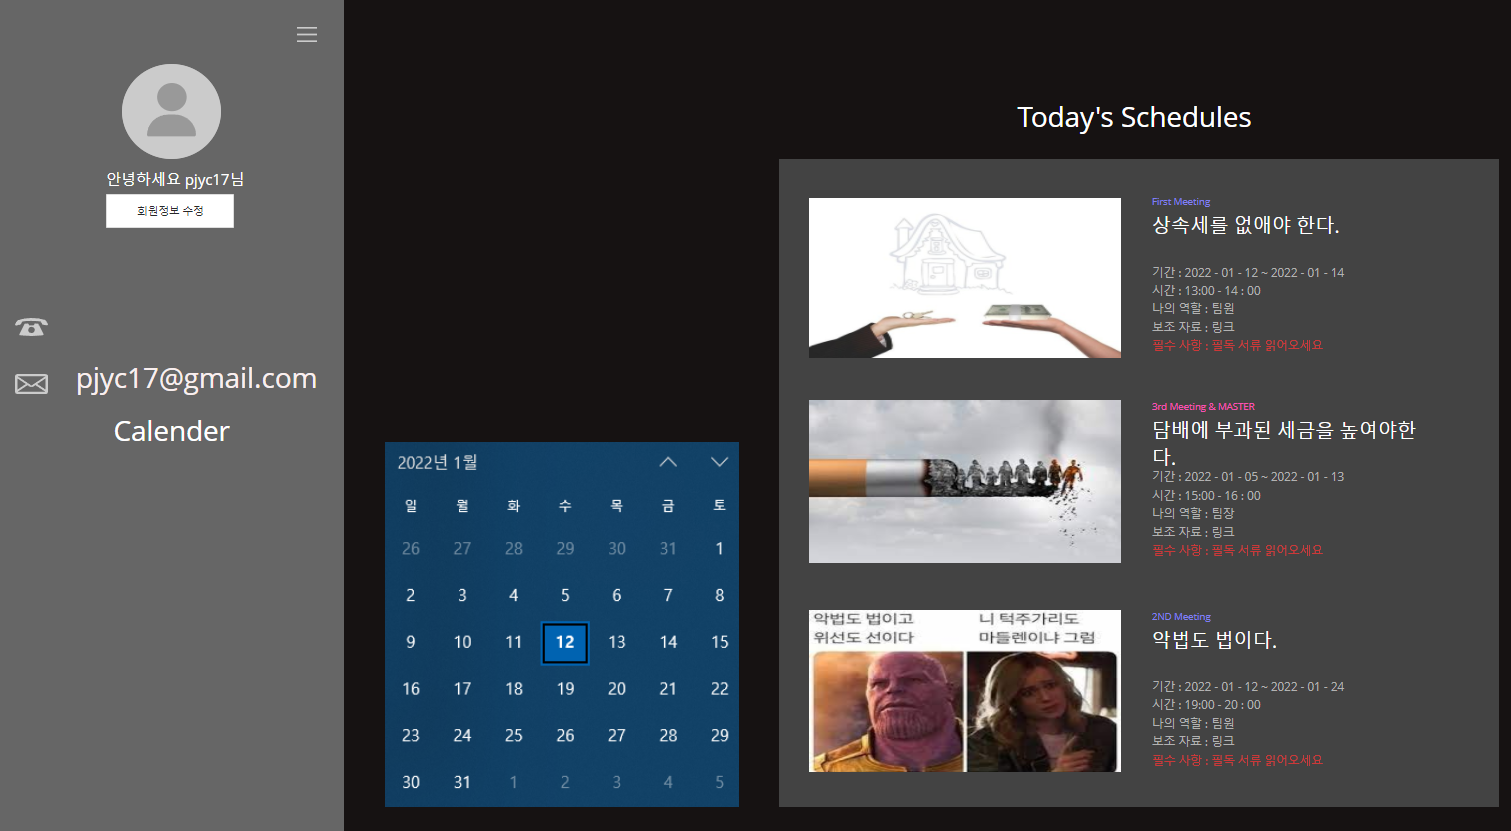 안녕하세요 pjyc17님
회원정보 수정
pjyc17@gmail.com
Calender
2022년 1월
일 월 화 수 목 금 토
26 27 28 29 30 31 1
2 3 4 5 6 7 8
9 10 11 12 13 14 15
16 17 18 19 20 21 22
23 24 25 26 27 28 29
30 31 1 2 3 4 5
Today's Schedules
First Meeting
상속세를 없애야 한다.
기간 : 2022 - 01 - 12 ~ 2022 - 01 - 14
시간 : 13:00 - 14 : 00
나의 역할 : 팀원
보조 자료 : 링크
필수 사항 : 필독 서류 읽어오세요
3rd Meeting & MASTER
담배에 부과된 세금을 높여야한
다.
기간 : 2022 - 01 - 05 ~ 2022 - 01 - 13
시간 : 15:00 - 16 : 00
나의 역할 : 팀장
보조 자료 : 링크
필수 사항 : 필독 서류 읽어오세요
악법도 법이고
위선도 선이다
니 턱주가리도
마들렌이냐 그럼
2ND Meeting
악법도 법이다.
기간 : 2022 - 01 - 12 ~ 2022 - 01 - 24
시간 : 19:00 - 20 : 00
나의 역할 : 팀원
보조 자료 : 링크
필수 사항 : 필독 서류 읽어오세요